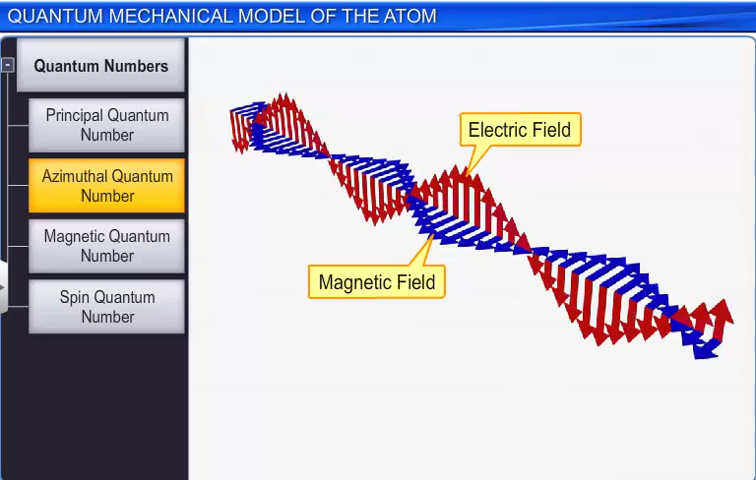 QUANTUM MECHANICAL MODEL OF THE ATOM
Quantum Numbers
Principal Quantum
Number
Azimuthal Quantum
Number
Magnetic Quantum
Number
Spin Quantum
Number
Electric Field
Magnetic Field